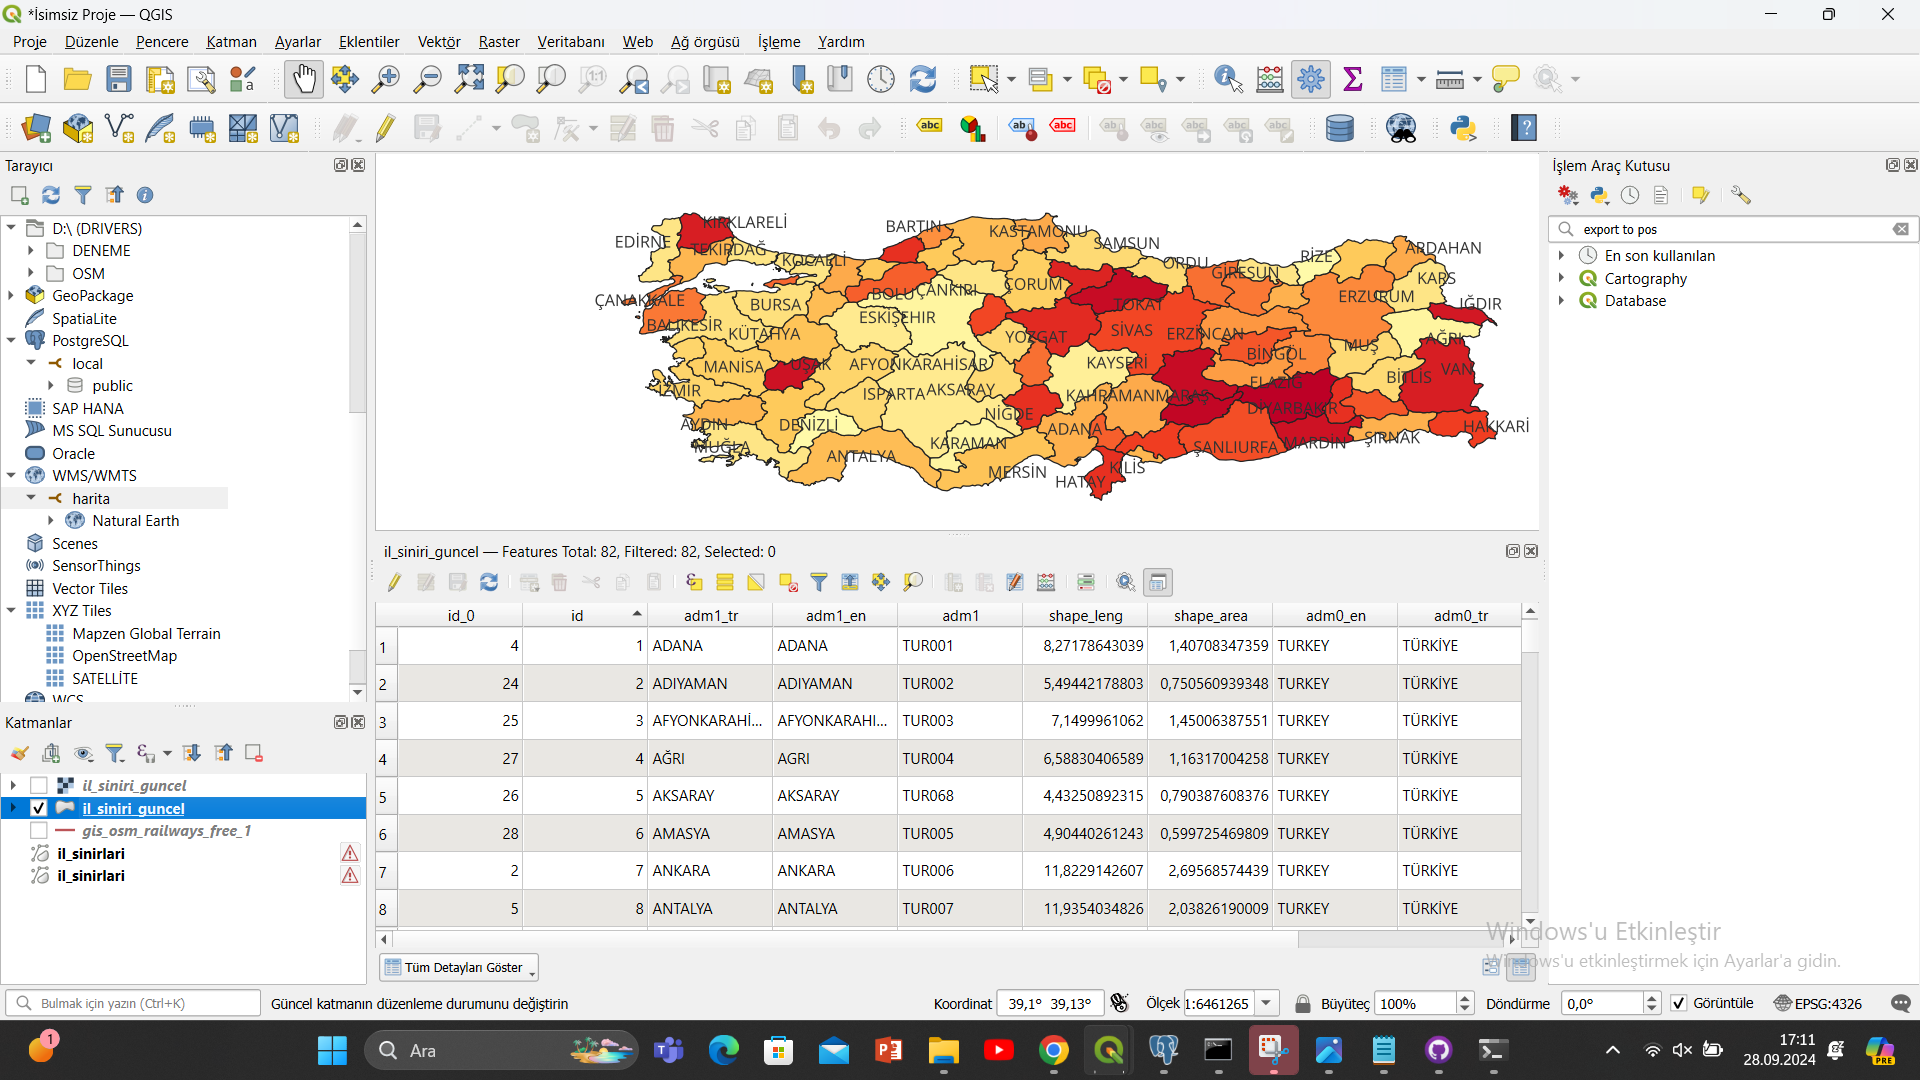 *İsimsiz Proje — QGIS
Proje Düzenle Pencere Katman Ayarlar Eklentiler Vektör Raster Veritabanı Web Ağ örgüsü İşleme Yardım
Tarayıcı
D:\ (DRIVERS)
DENEME
OSM
GeoPackage
SpatiaLite
PostgreSQL
local
public
SAP HANA
MS SQL Sunucusu
Oracle
WMS/WMTS
harita
Natural Earth
Scenes
SensorThings
Vector Tiles
XYZ Tiles
Mapzen Global Terrain
OpenStreetMap
SATELLİTE
WCS
Katmanlar
il_siniri_guncel
il_siniri_guncel
gis_osm_railways_free_1
il_sinirlari
il_sinirlari
KIRKLARELİ
BARTIN
KASTAMONU
EDİRNE
TEKİRDAĞ
KOCAELİ
SAMSUN
ORDU
GİRESUN
RİZE
ARDAHAN
KARS
ÇANAKKALE
BURSA
BOLU
ÇANKIRI
ÇORUM
TOKAT
ERZURUM
IĞDIR
BALIKESİR
KÜTAHYA
ESKİŞEHİR
YOZGAT
SİVAS
ERZİNCAN
AĞRI
MANİSA
UŞAK
AFYONKARAHİSAR
KAYSERİ
BİNGÖL
MUŞ
VAN
İZMİR
ISPARTA
AKSARAY
KAHRAMANMARAŞ
ELAZIĞ
BİTLİS
AYDIN
DENİZLİ
NİĞDE
ADANA
DİYARBAKIR
HAKKARİ
MUĞLA
ANTALYA
KARAMAN
MERSİN
HATAY
KİLİS
ŞANLIURFA
MARDİN
ŞIRNAK
il_siniri_guncel — Features Total: 82, Filtered: 82, Selected: 0
id_0 id adm1_tr adm1_en adm1 shape_leng shape_area adm0_en adm0_tr
1 4 1 ADANA ADANA TUR001 8,27178643039 1,40708347359 TURKEY TÜRKİYE
2 24 2 ADIYAMAN ADIYAMAN TUR002 5,49442178803 0,750560939348 TURKEY TÜRKİYE
3 25 3 AFYONKARAHİ... AFYONKARAHI... TUR003 7,1499961062 1,45006387551 TURKEY TÜRKİYE
4 27 4 AĞRI AGRI TUR004 6,58830406589 1,16317004258 TURKEY TÜRKİYE
5 26 5 AKSARAY AKSARAY TUR068 4,43250892315 0,790387608376 TURKEY TÜRKİYE
6 28 6 AMASYA AMASYA TUR005 4,90440261243 0,599725469809 TURKEY TÜRKİYE
7 2 7 ANKARA ANKARA TUR006 11,8229142607 2,69568574439 TURKEY TÜRKİYE
8 5 8 ANTALYA ANTALYA TUR007 11,9354034826 2,03826190009 TURKEY TÜRKİYE
Tüm Detayları Göster
İşlem Araç Kutusu
export to pos
En son kullanılan
Cartography
Database
Windows'u Etkinleştir
Windows'u etkinleştirmek için Ayarlar'a gidin.
Bulmak için yazın (Ctrl+K) Güncel katmanın düzenleme durumunu değiştirin Koordinat 39,1° 39,13° Ölçek 1:6461265 Büyüteç 100% Döndürme 0,0° Görüntüle EPSG:4326
1 Ara PRE
17:11
28.09.2024